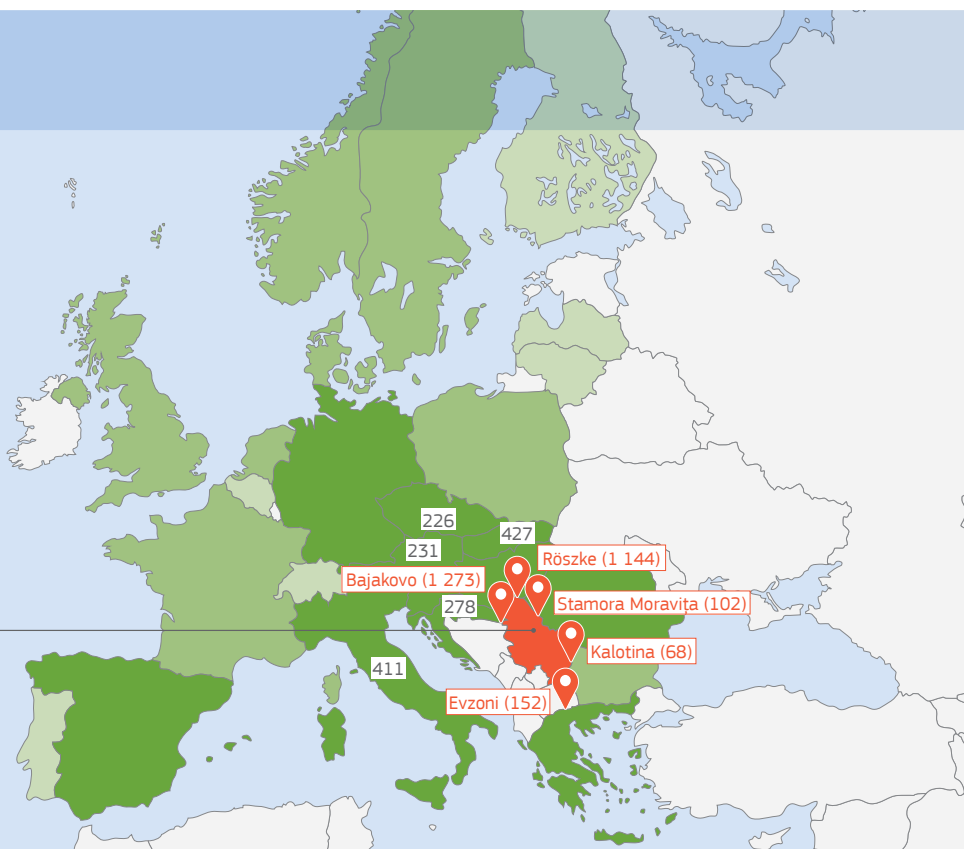 226
427
231
Röszke (1 144)
Bajakovo (1 273)
Stamora Moravița (102)
278
Kalotina (68)
411
Evzoni (152)